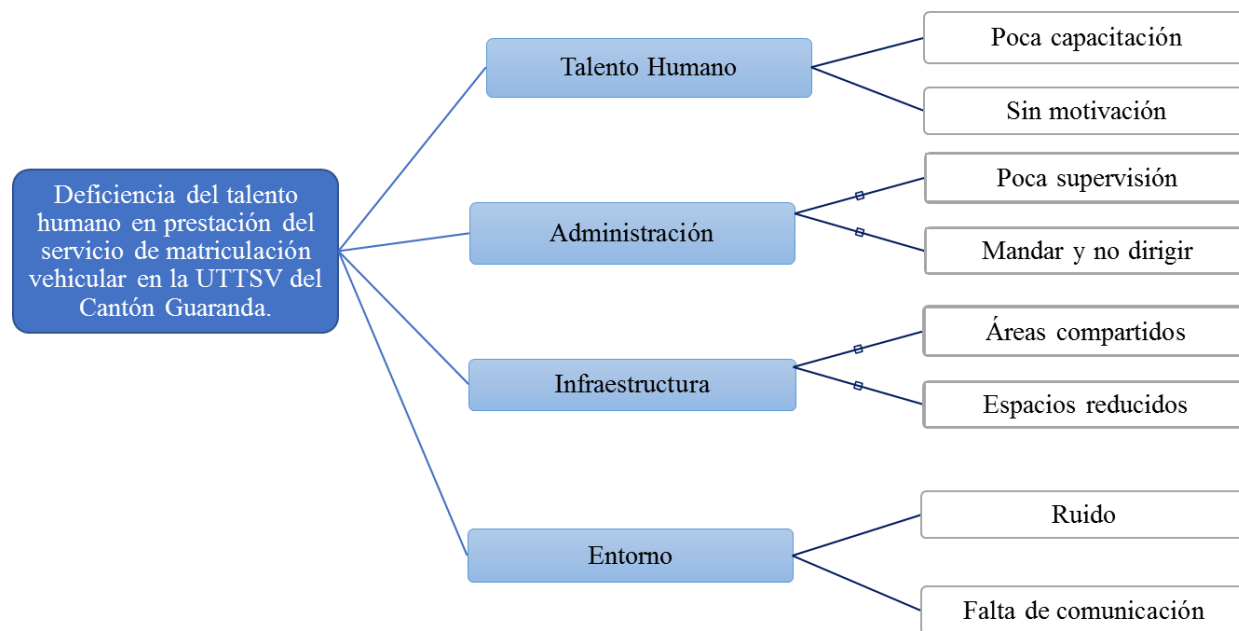 Deficiencia del talento
humano en prestación del
servicio de matriculación
vehicular en la UTTSV del
Cantón Guaranda.
Talento Humano
Poca capacitación
Sin motivación
Administración
Poca supervisión
Mandar y no dirigir
Infraestructura
Áreas compartidos
Espacios reducidos
Entorno
Ruido
Falta de comunicación